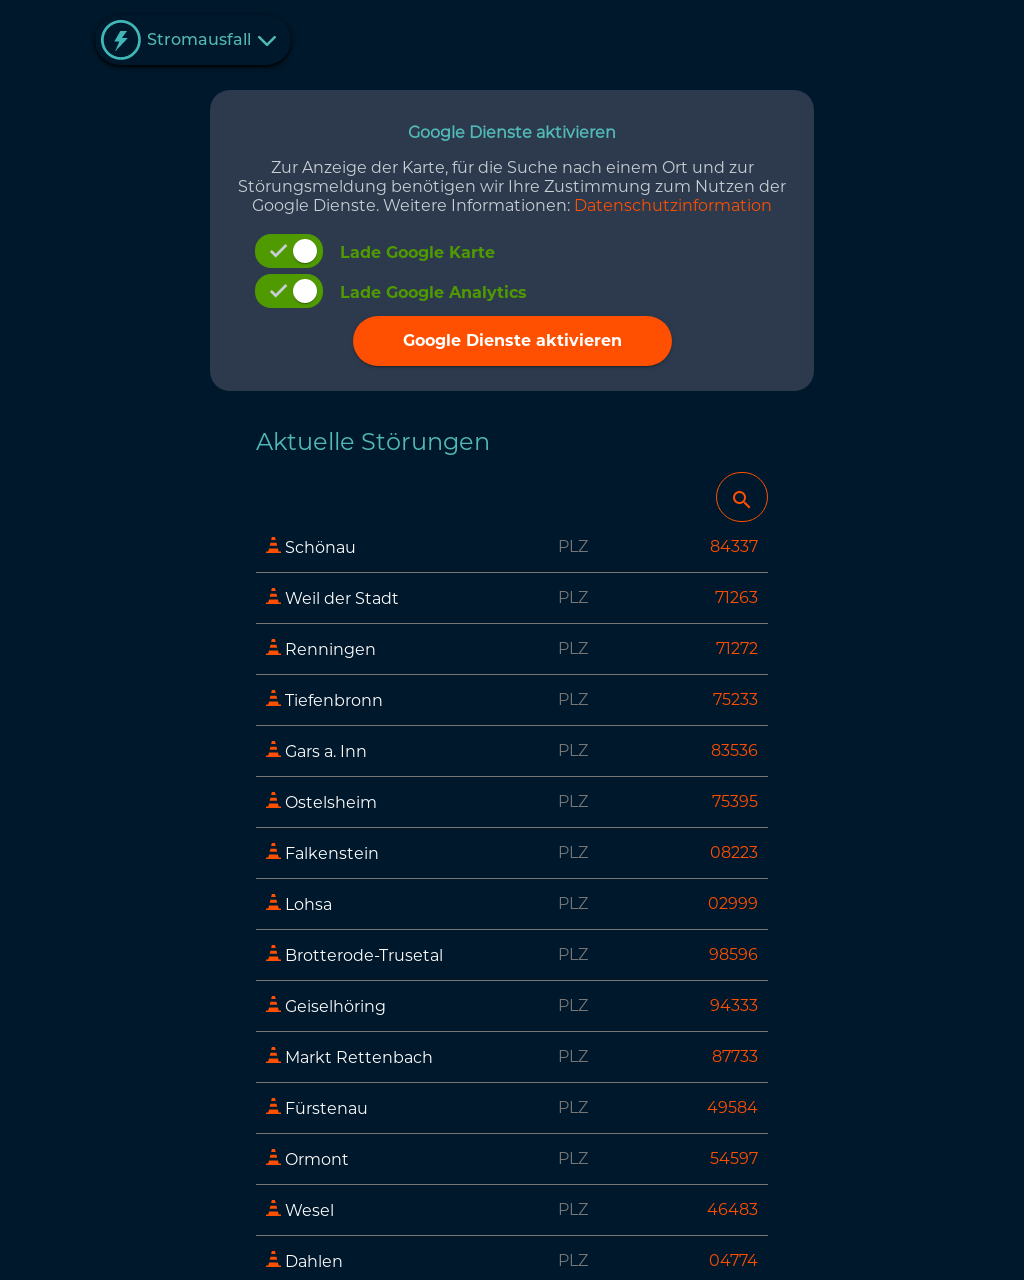 Stromausfall
Google Dienste aktivieren
Zur Anzeige der Karte, für die Suche nach einem Ort und zur
Störungsmeldung benötigen wir Ihre Zustimmung zum Nutzen der
Google Dienste. Weitere Informationen: Datenschutzinformation
Lade Google Karte
Lade Google Analytics
Google Dienste aktivieren
Aktuelle Störungen
Schönau PLZ 84337
Weil der Stadt PLZ 71263
Renningen PLZ 71272
Tiefenbronn PLZ 75233
Gars a. Inn PLZ 83536
Ostelsheim PLZ 75395
Falkenstein PLZ 08223
Lohsa PLZ 02999
Brotterode-Trusetal PLZ 98596
Geiselhöring PLZ 94333
Markt Rettenbach PLZ 87733
Fürstenau PLZ 49584
Ormont PLZ 54597
Wesel PLZ 46483
Dahlen PLZ 04774